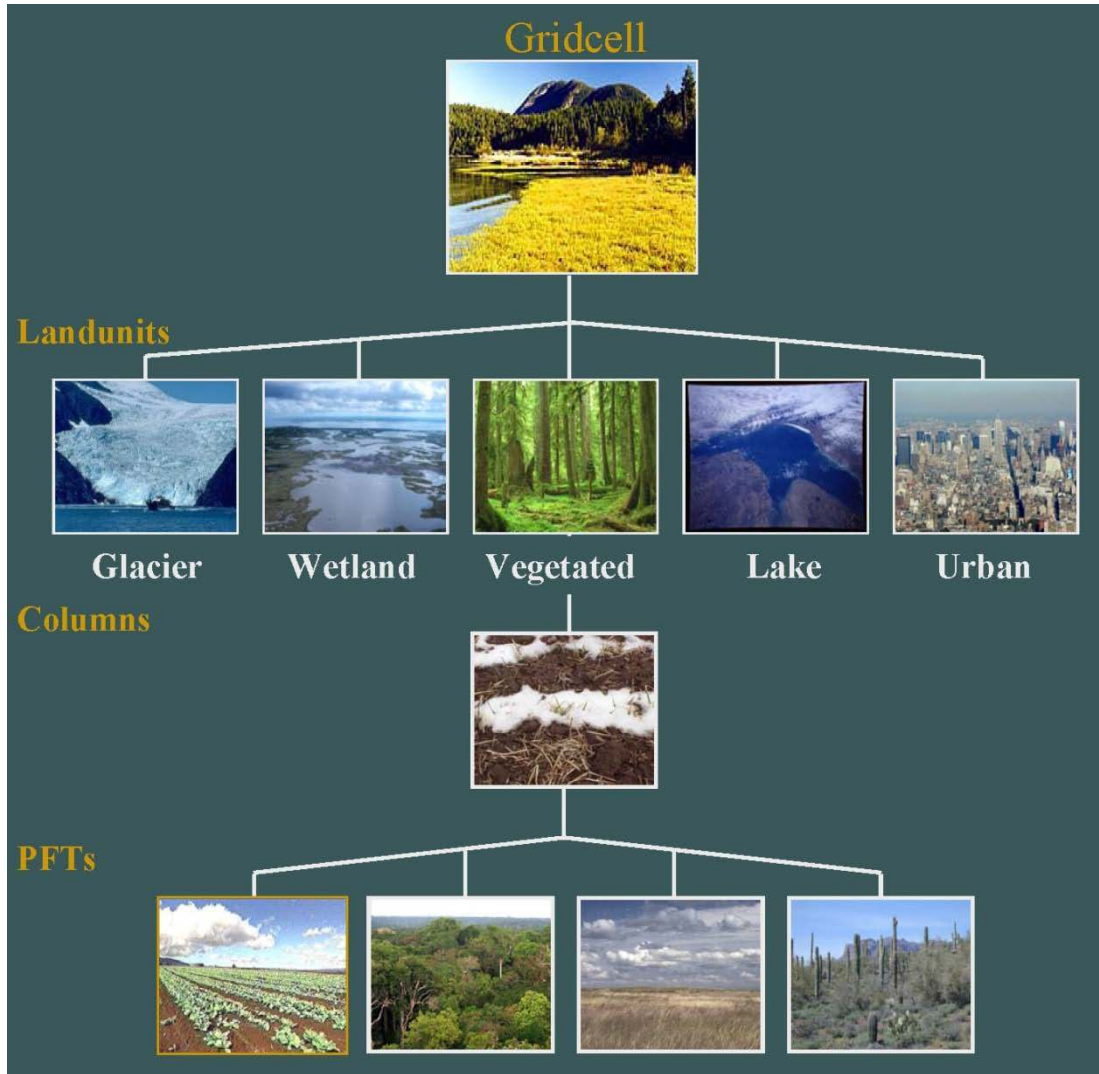 Gridcell
Landunits
Glacier Wetland Vegetated Lake Urban
Columns
PFTs